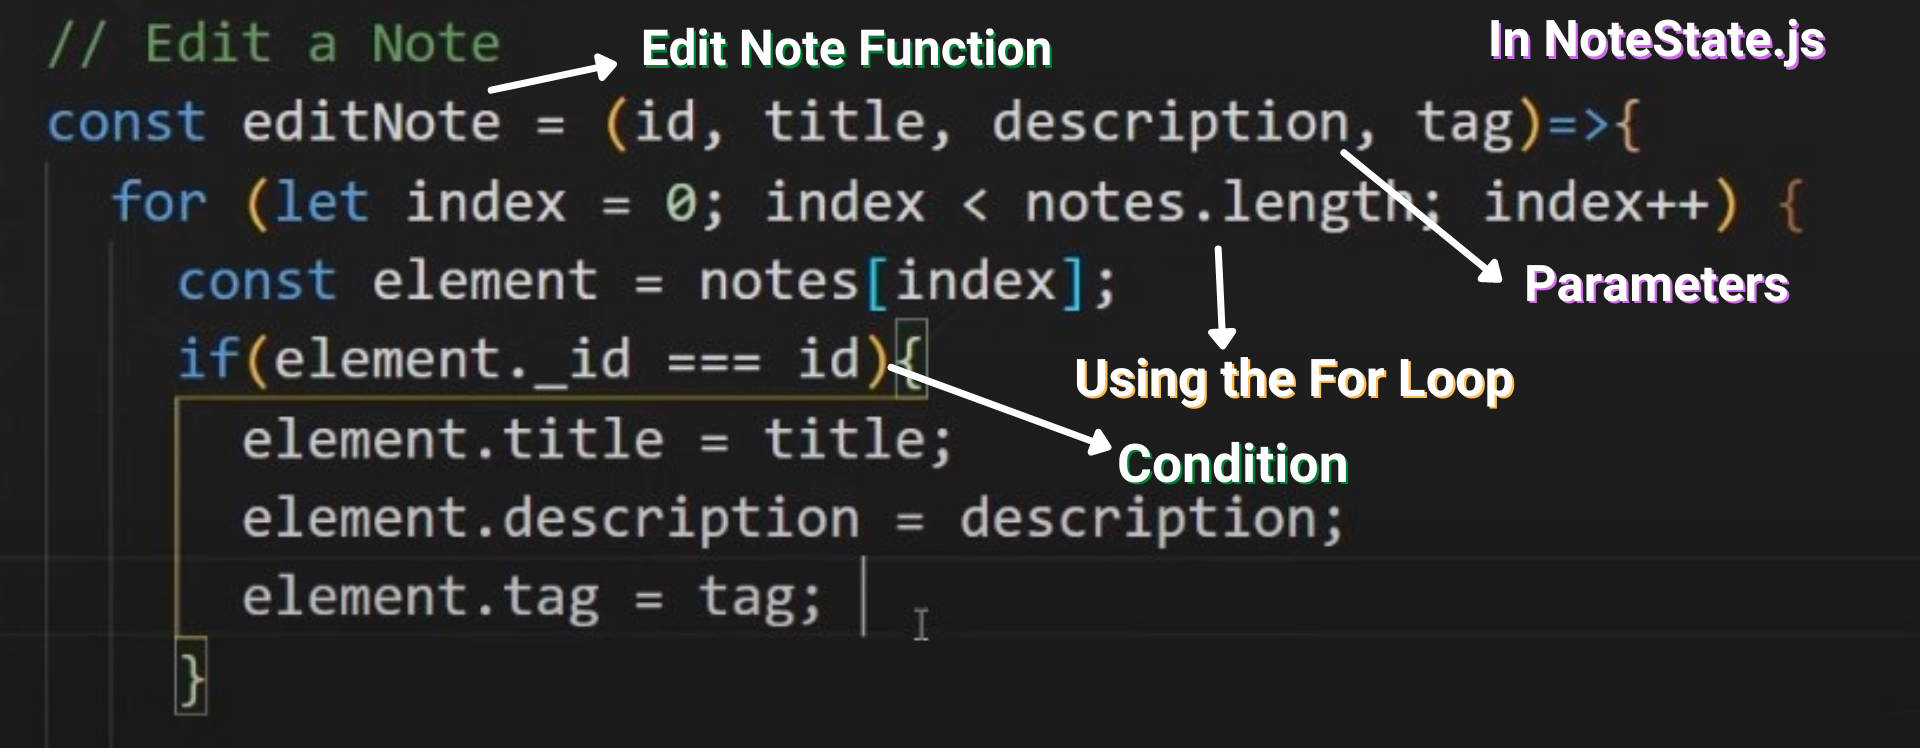 // Edit a Note
Edit Note Function
In NoteState.js
const editNote = (id, title, description, tag)=>{
for (let index = 0; index < notes.length; index++) {
const element = notes[index];
Parameters
if(element._id === id){
Using the For Loop
element.title = title;
Condition
element.description = description;
element.tag = tag;
}